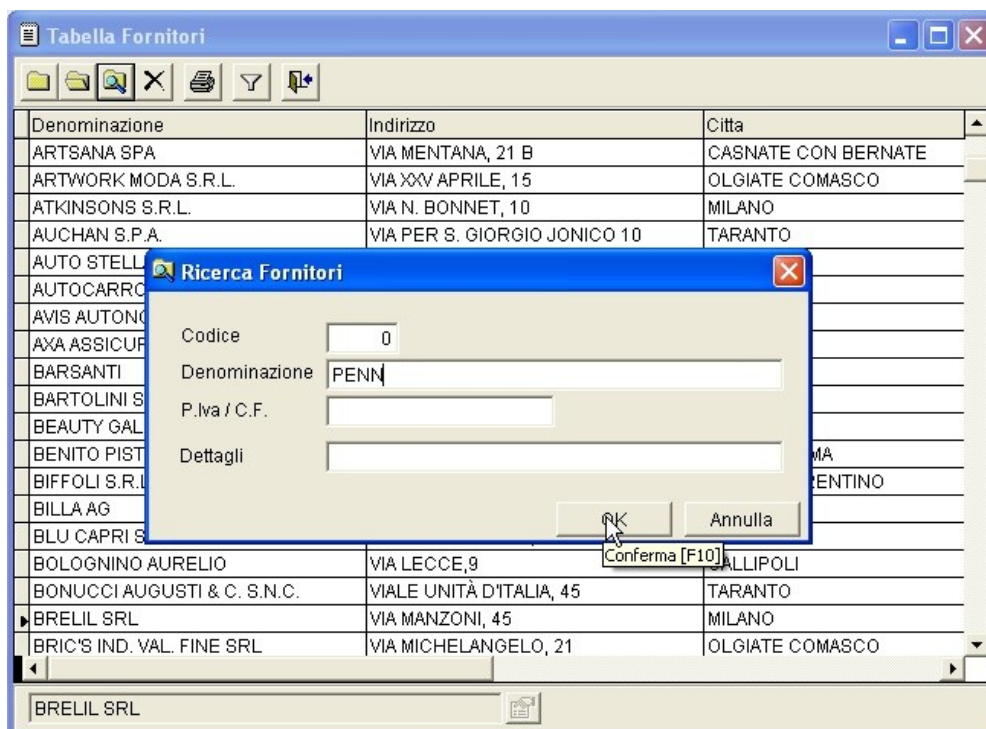 Tabella Fornitori
Denominazione Indirizzo Citta
ARTSANA SPA VIA MENTANA, 21 B CASNATE CON BERNATE
ARTWORK MODA S.R.L. VIA XXV APRILE, 15 OLGIATE COMASCO
ATKINSONS S.R.L. VIA N. BONNET, 10 MILANO
AUCHAN S.P.A. VIA PER S. GIORGIO JONICO 10 TARANTO
AUTO STELL
AUTOCARRO
AVIS AUTONO
AXA ASSICUR
BARSANTI
BARTOLINI S
BEAUTY GAL
BENITO PIST MA
BIFFOLI S.R.L RENTINO
BILLA AG
BLU CAPRI S
Ricerca Fornitori
Codice 0
Denominazione PENN
P.Iva / C.F.
Dettagli
OK Annulla
Conferma [F10]
BOLOGNINO AURELIO VIA LECCE,9 GALLIPOLI
BONUCCI AUGUSTI & C. S.N.C. VIALE UNITÀ D'ITALIA, 45 TARANTO
BRELIL SRL VIA MANZONI, 45 MILANO
BRIC'S IND. VAL. FINE SRL VIA MICHELANGELO, 21 OLGIATE COMASCO
BRELIL SRL